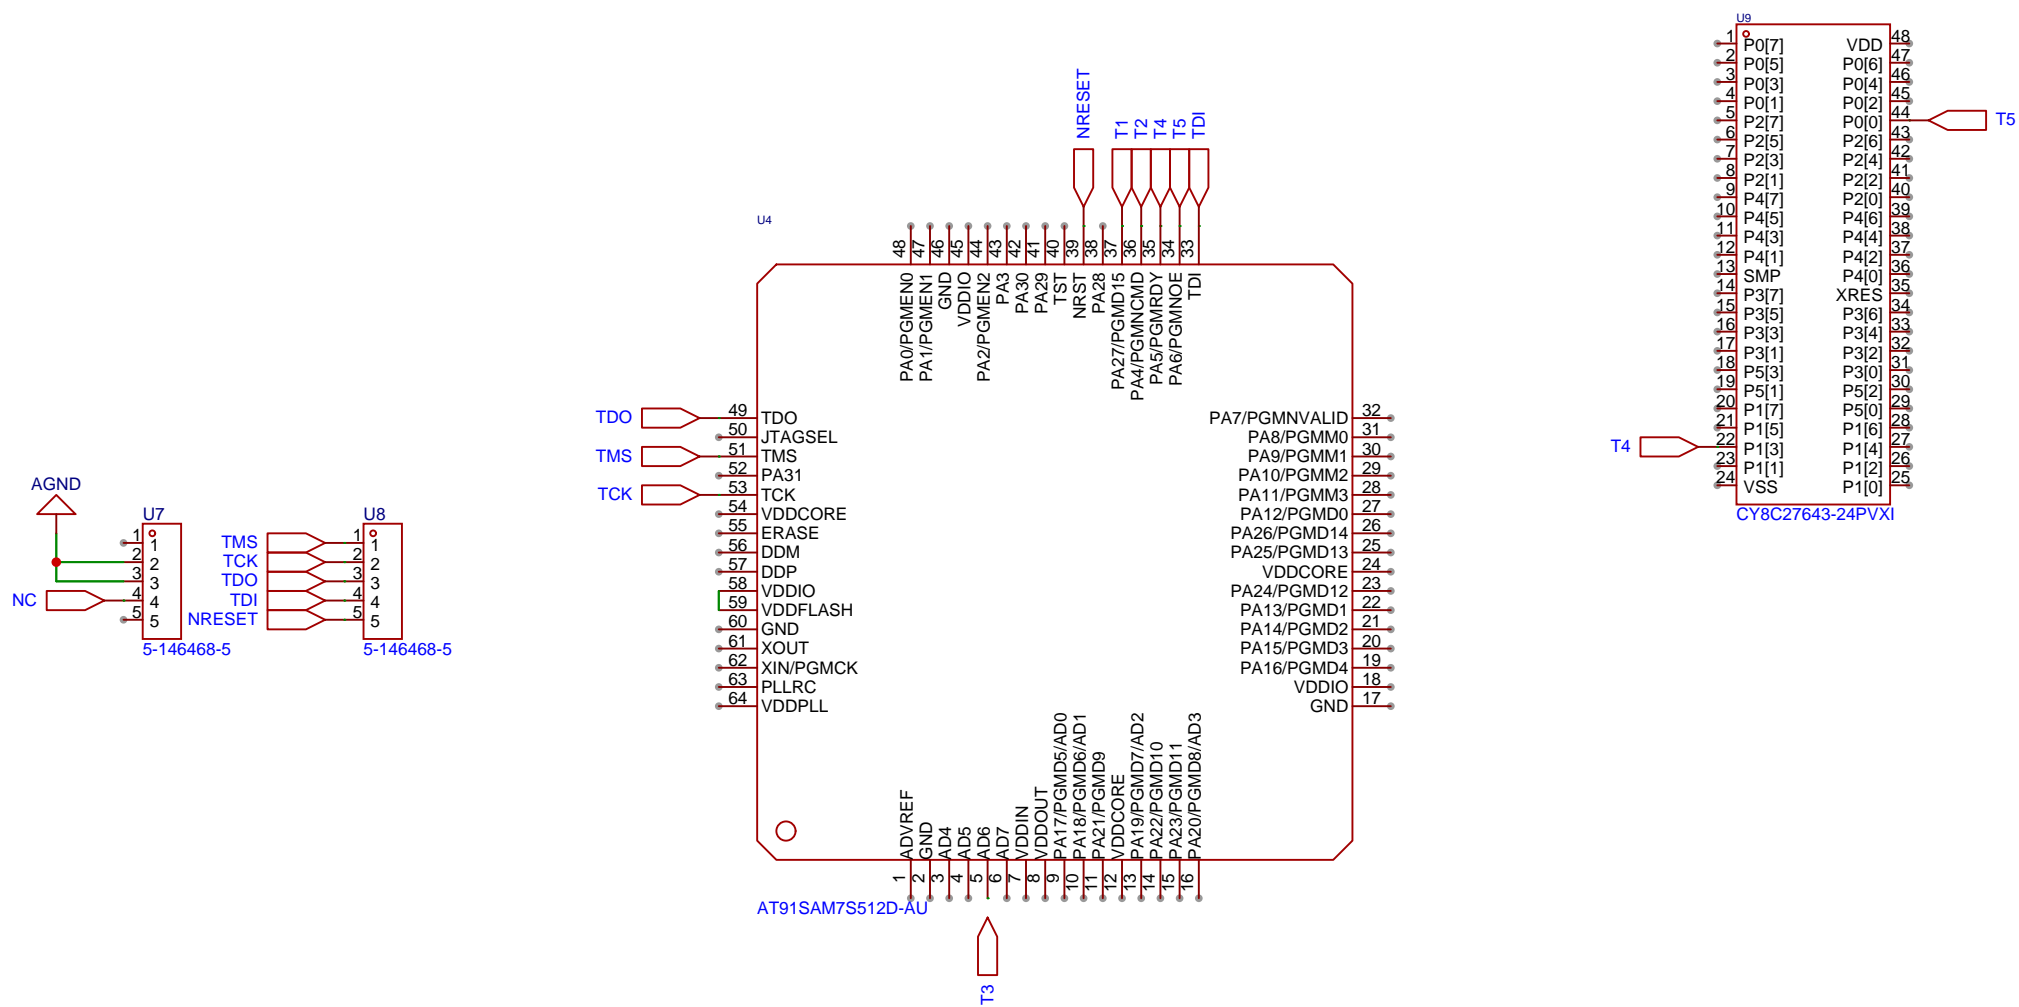 AGND
U7
1
2
3
4
5
1
2
3
4
5
NC
5-146468-5
U8
TMS
TCK
TDO
TDI
NRESET
1
2
3
4
5
1
2
3
4
5
5-146468-5
U4
NRESET
T1
T2
T4
T5
TDI
48 PA0/PGMEN0
47 PA1/PGMEN1
46 GND
45 VDDIO
44 PA2/PGMEN2
43 PA3
42 PA30
41 PA29
40 TST
39 NRST
38 PA28
37 PA27/PGMD15
36 PA4/PGMNCMD
35 PA5/PGMRDY
34 PA6/PGMNOE
33 TDI
TDO 49 TDO
50 JTAGSEL
TMS 51 TMS
52 PA31
TCK 53 TCK
54 VDDCORE
55 ERASE
56 DDM
57 DDP
58 VDDIO
59 VDDFLASH
60 GND
61 XOUT
62 XIN/PGMCK
63 PLLRC
64 VDDPLL
PA7/PGMNVALID 32
PA8/PGMM0 31
PA9/PGMM1 30
PA10/PGMM2 29
PA11/PGMM3 28
PA12/PGMD0 27
PA26/PGMD14 26
PA25/PGMD13 25
VDDCORE 24
PA24/PGMD12 23
PA13/PGMD1 22
PA14/PGMD2 21
PA15/PGMD3 20
PA16/PGMD4 19
VDDIO 18
GND 17
ADVREF 1
GND 2
AD4 3
AD5 4
AD6 5
AD7 6
VDDIN 7
VDDOUT 8
PA17/PGMD5/AD0 9
PA18/PGMD6/AD1 10
PA21/PGMD9 11
VDDCORE 12
PA19/PGMD7/AD2 13
PA22/PGMD10 14
PA23/PGMD11 15
PA20/PGMD8/AD3 16
AT91SAM7S512D-AU
T3
U9
1 P0[7] VDD 48
2 P0[5] P0[6] 47
3 P0[3] P0[4] 46
4 P0[1] P0[2] 45
5 P2[7] P0[0] 44 T5
6 P2[5] P2[6] 43
7 P2[3] P2[4] 42
8 P2[1] P2[2] 41
9 P4[7] P2[0] 40
10 P4[5] P4[6] 39
11 P4[3] P4[4] 38
12 P4[1] P4[2] 37
13 SMP P4[0] 36
14 P3[7] XRES 35
15 P3[5] P3[6] 34
16 P3[3] P3[4] 33
17 P3[1] P3[2] 32
18 P5[3] P3[0] 31
19 P5[1] P5[2] 30
20 P1[7] P5[0] 29
21 P1[5] P1[6] 28
T4 22 P1[3] P1[4] 27
23 P1[1] P1[2] 26
24 VSS P1[0] 25
CY8C27643-24PVXI